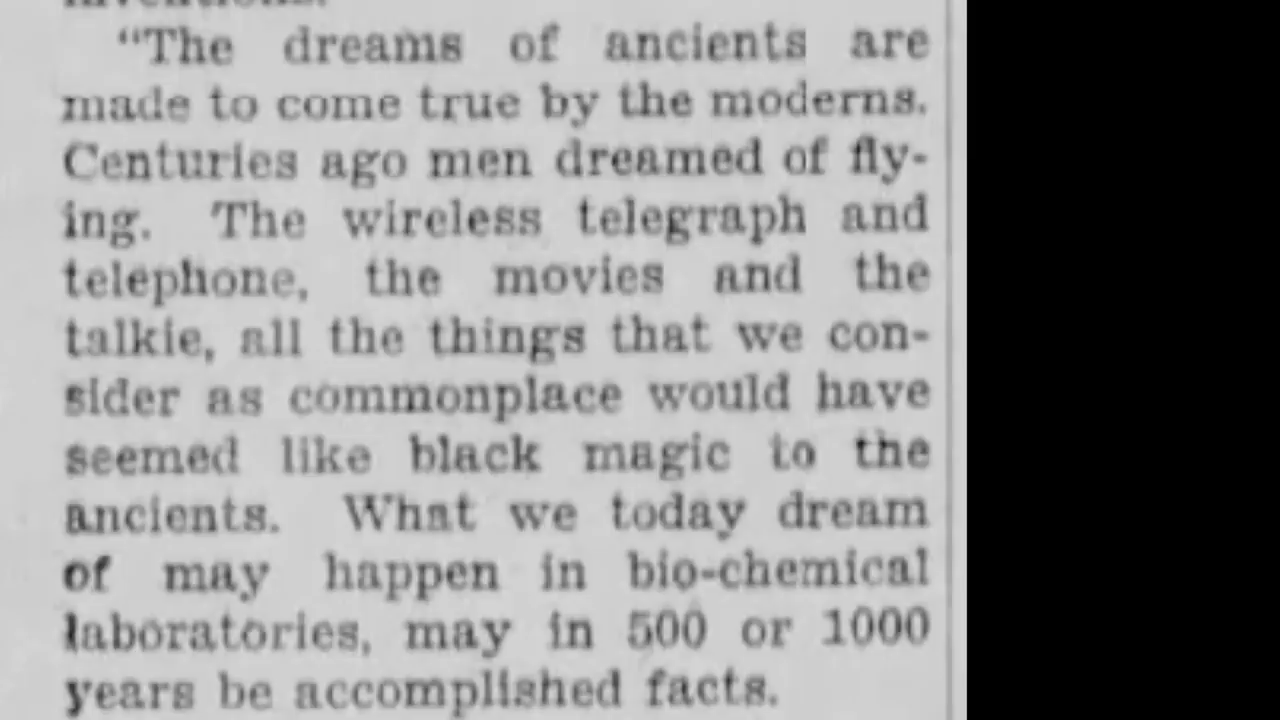 inventions.
"The dreams of ancients are
made to come true by the moderns.
Centuries ago men dreamed of fly-
ing. The wireless telegraph and
telephone, the movies and the
talkie, all the things that we con-
sider as commonplace would have
seemed like black magic to the
ancients. What we today dream
of may happen in bio-chemical
laboratories, may in 500 or 1000
years be accomplished facts.